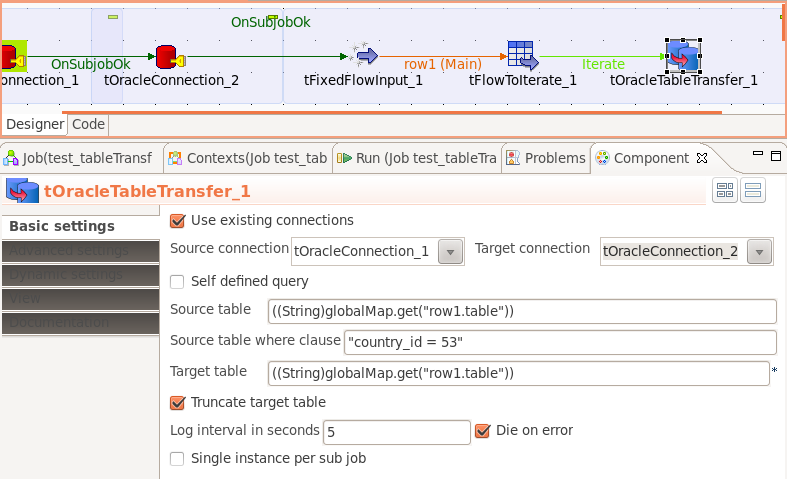 OnSubjobOk
OnSubjobOk row1 (Main) Iterate
onnection_1 tOracleConnection_2 tFixedFlowInput_1 tFlowToIterate_1 tOracleTableTransfer_1
Designer Code
Job(test_tableTransf Contexts(Job test_tab Run (Job test_tableTra Problems Component
tOracleTableTransfer_1
Basic settings
Advanced settings
Dynamic settings
View
Documentation
Use existing connections
Source connection tOracleConnection_1 Target connection tOracleConnection_2
Self defined query
Source table ((String)globalMap.get("row1.table"))
Source table where clause "country_id = 53"
Target table ((String)globalMap.get("row1.table")) *
Truncate target table
Log interval in seconds 5 Die on error
Single instance per sub job